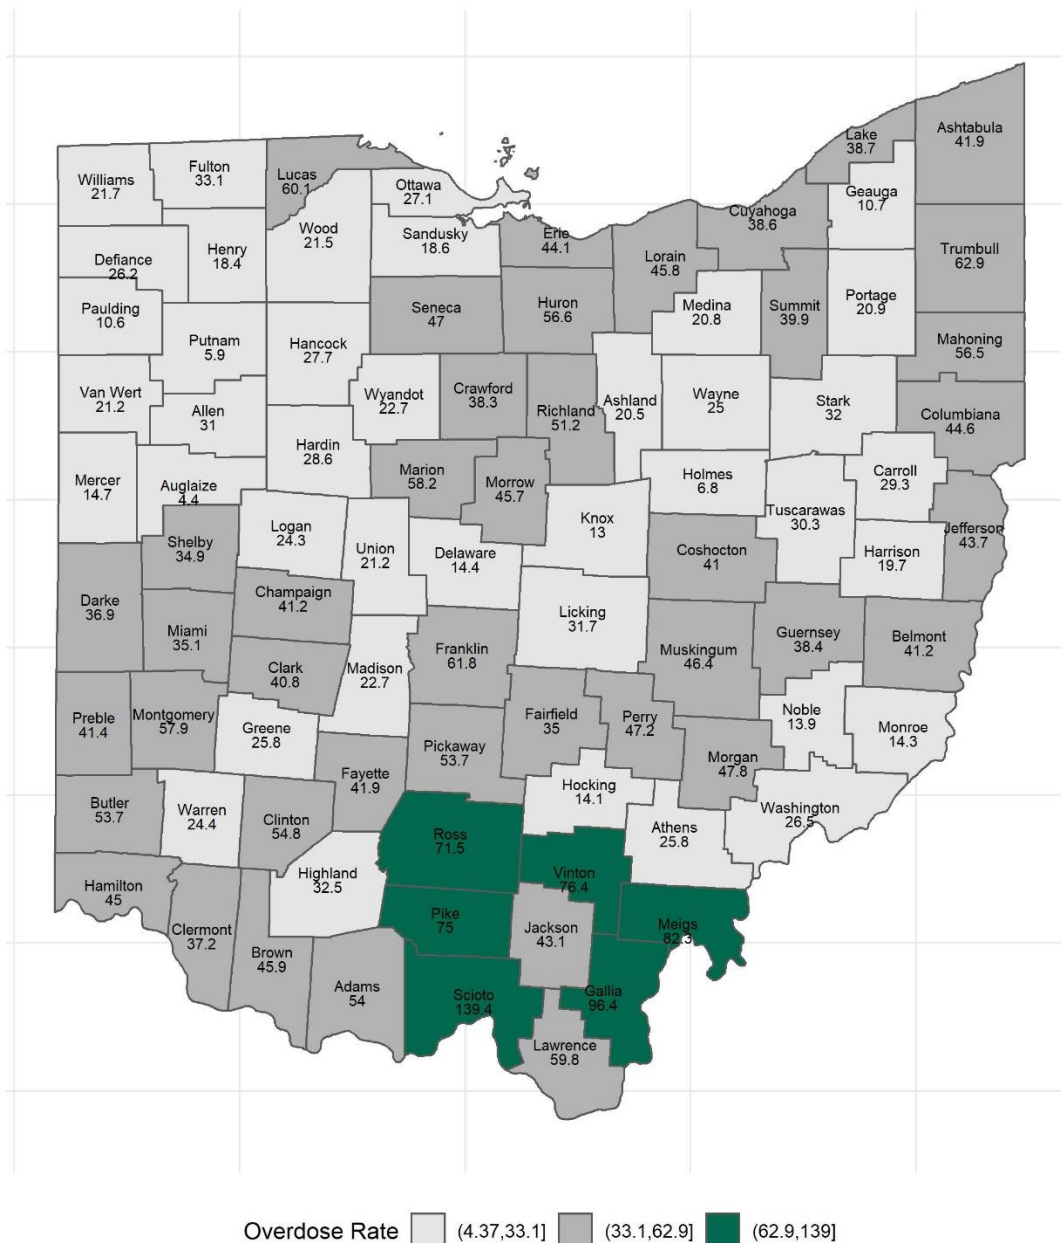 Lake
38.7
Ashtabula
41.9
Williams
21.7
Fulton
33.1
Lucas
60.1
Ottawa
27.1
Geauga
10.7
Wood
21.5
Sandusky
18.6
Erie
44.1
Cuyahoga
38.6
Henry
18.4
Defiance
26.2
Lorain
45.8
Trumbull
62.9
Paulding
10.6
Seneca
47
Huron
56.6
Medina
20.8
Summit
39.9
Portage
20.9
Putnam
5.9
Hancock
27.7
Mahoning
56.5
Van Wert
21.2
Allen
31
Wyandot
22.7
Crawford
38.3
Richland
51.2
Ashland
20.5
Wayne
25
Stark
32
Columbiana
44.6
Hardin
28.6
Mercer
14.7
Auglaize
4.4
Marion
58.2
Morrow
45.7
Holmes
6.8
Carroll
29.3
Tuscarawas
30.3
Logan
24.3
Knox
13
Jefferson
43.7
Shelby
34.9
Union
21.2
Delaware
14.4
Coshocton
41
Harrison
19.7
Darke
36.9
Champaign
41.2
Licking
31.7
Miami
35.1
Guernsey
38.4
Belmont
41.2
Clark
40.8
Madison
22.7
Franklin
61.8
Muskingum
46.4
Preble
41.4
Montgomery
57.9
Greene
25.8
Fairfield
35
Perry
47.2
Noble
13.9
Monroe
14.3
Pickaway
53.7
Morgan
47.8
Fayette
41.9
Hocking
14.1
Butler
53.7
Warren
24.4
Clinton
54.8
Washington
26.5
Ross
71.5
Athens
25.8
Highland
32.5
Vinton
76.4
Hamilton
45
Pike
75
Meigs
82.3
Clermont
37.2
Jackson
43.1
Brown
45.9
Adams
54
Scioto
139.4
Gallia
96.4
Lawrence
59.8
Overdose Rate (4.37,33.1] (33.1,62.9] (62.9,139]